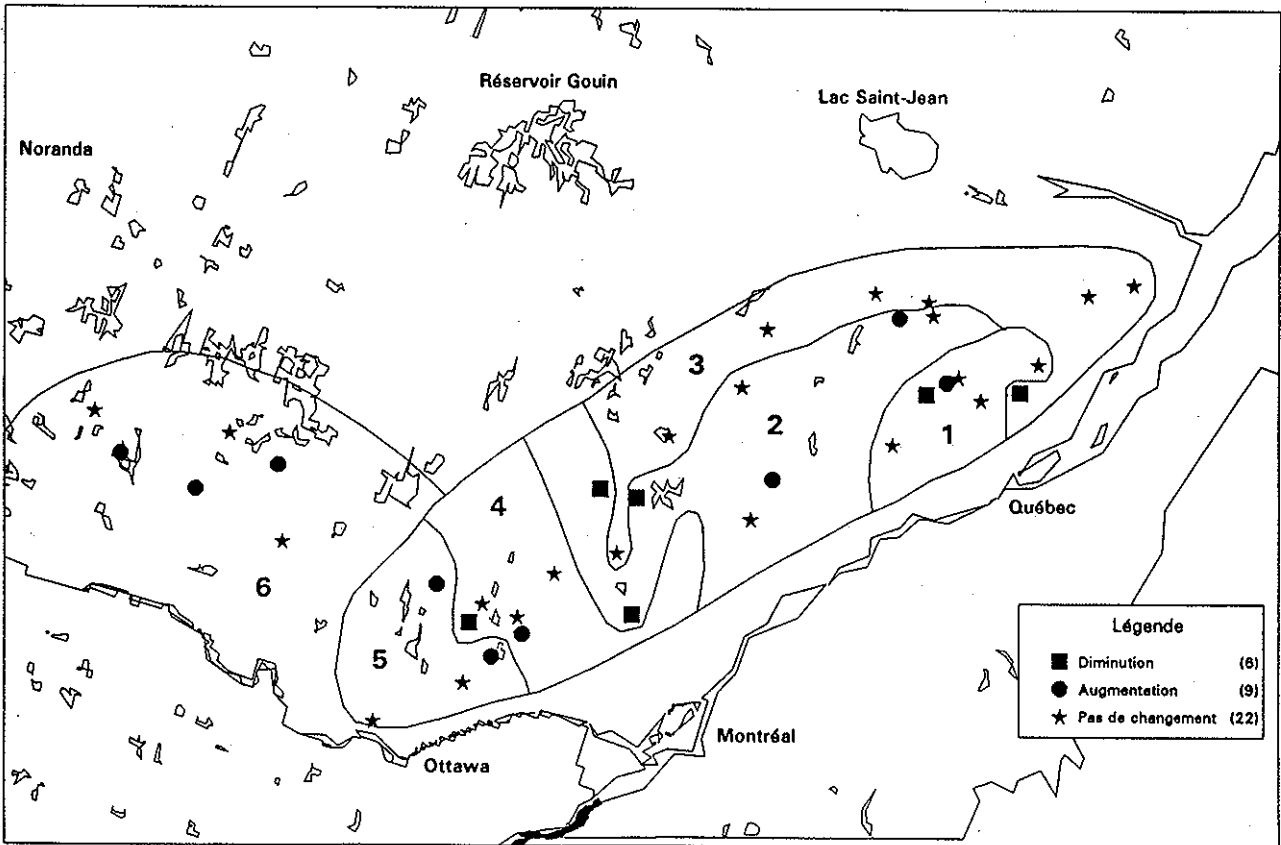 Réservoir Gouin
Lac Saint-Jean
Noranda
3
2
1
4
Québec
6
5
Montréal
Ottawa
Légende
Diminution (6)
Augmentation (9)
Pas de changement (22)